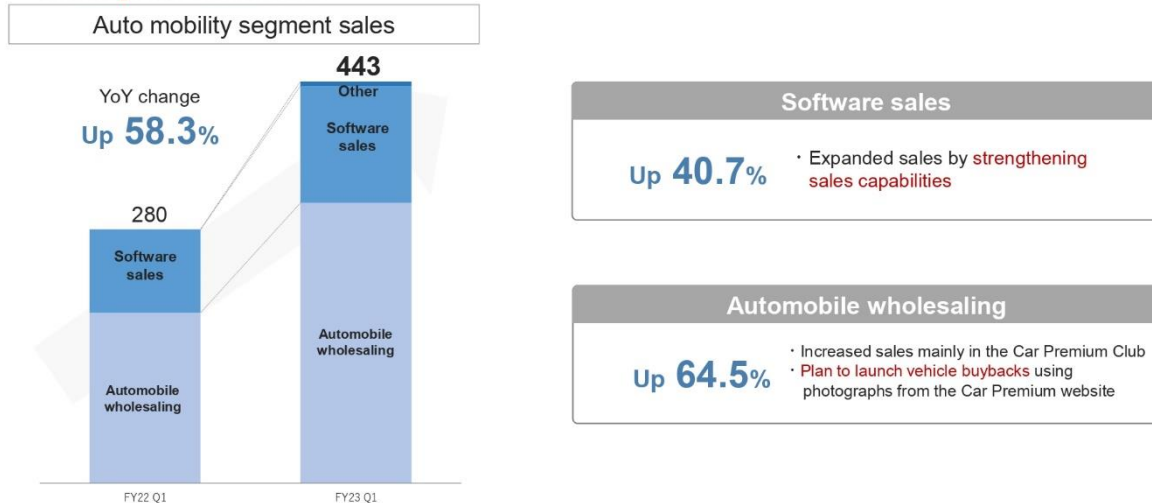 Auto mobility segment sales
YoY change
Up 58.3%
280
Software
sales
Automobile
wholesaling
FY22 Q1
443
Other
Software
sales
Automobile
wholesaling
FY23 Q1
Software sales
Up 40.7%
・Expanded sales by strengthening
sales capabilities
Automobile wholesaling
Up 64.5%
・Increased sales mainly in the Car Premium Club
・Plan to launch vehicle buybacks using
photographs from the Car Premium website